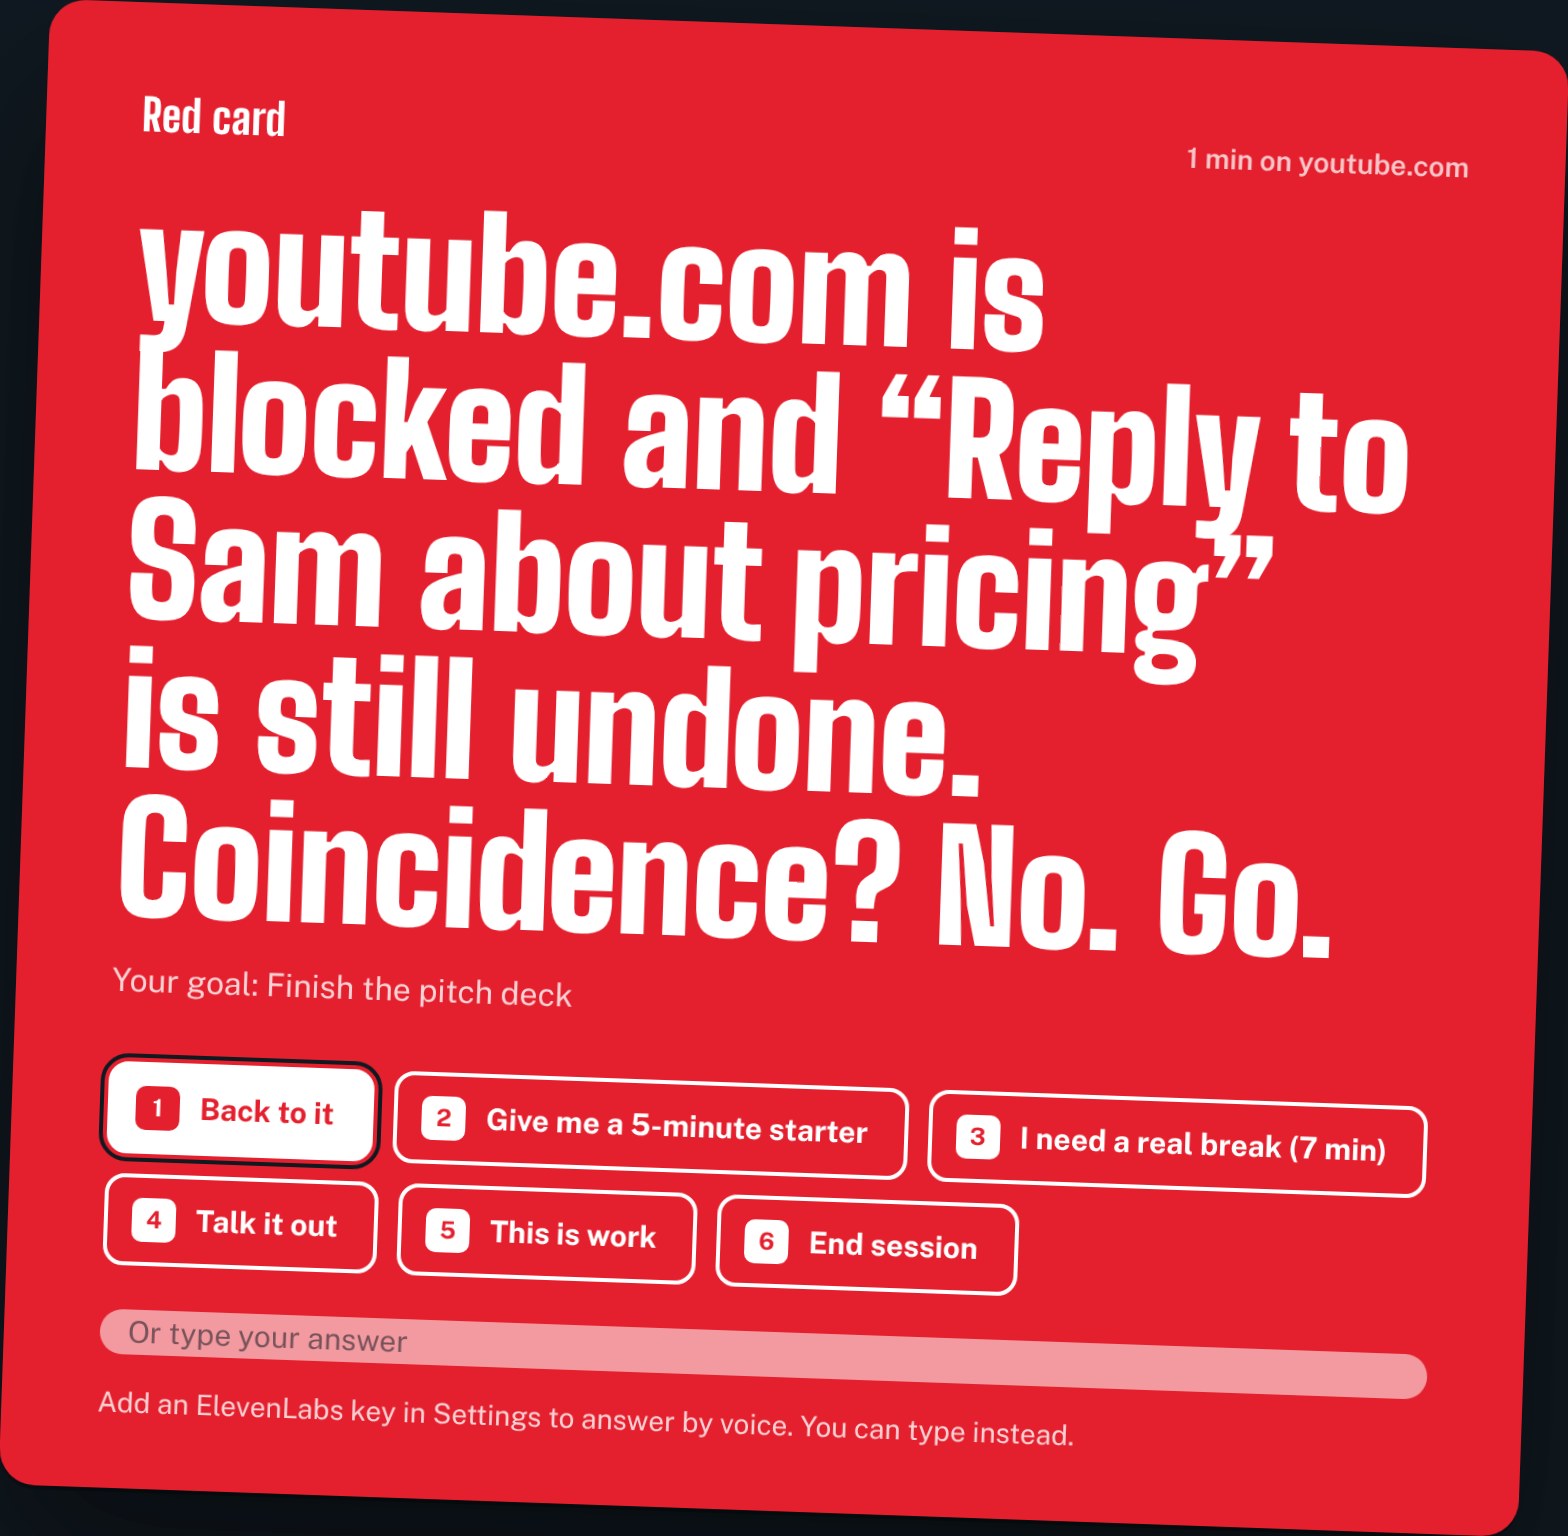 Red card
1 min on youtube.com
youtube.com is
blocked and “Reply to
Sam about pricing”
is still undone.
Coincidence? No. Go.
Your goal: Finish the pitch deck
1 Back to it
2 Give me a 5-minute starter
3 I need a real break (7 min)
4 Talk it out
5 This is work
6 End session
Or type your answer
Add an ElevenLabs key in Settings to answer by voice. You can type instead.